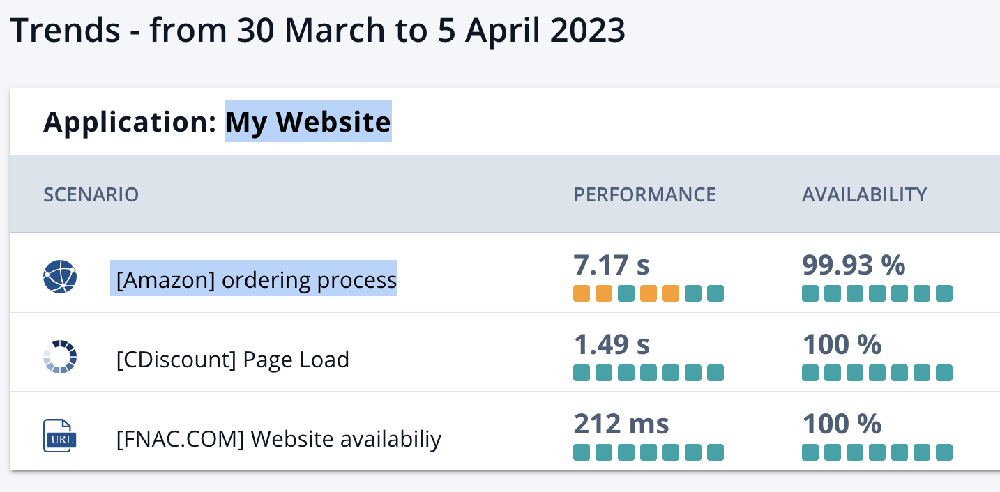 Trends - from 30 March to 5 April 2023
Application: My Website
SCENARIO PERFORMANCE AVAILABILITY
[Amazon] ordering process 7.17 s 99.93 %
[CDiscount] Page Load 1.49 s 100 %
URL [FNAC.COM] Website availabiliy 212 ms 100 %